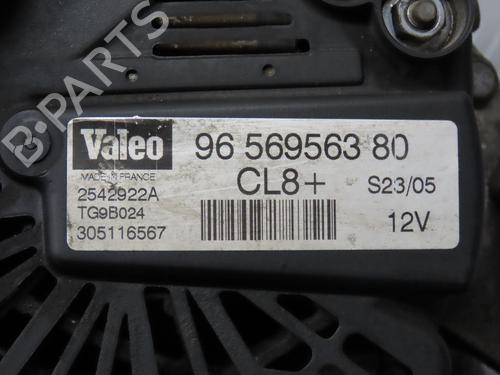 B-PARTS
Valeo
MADE IN FRANCE
2542922A
TG9B024
305116567
96 569563 80
CL8+
S23/05
12V